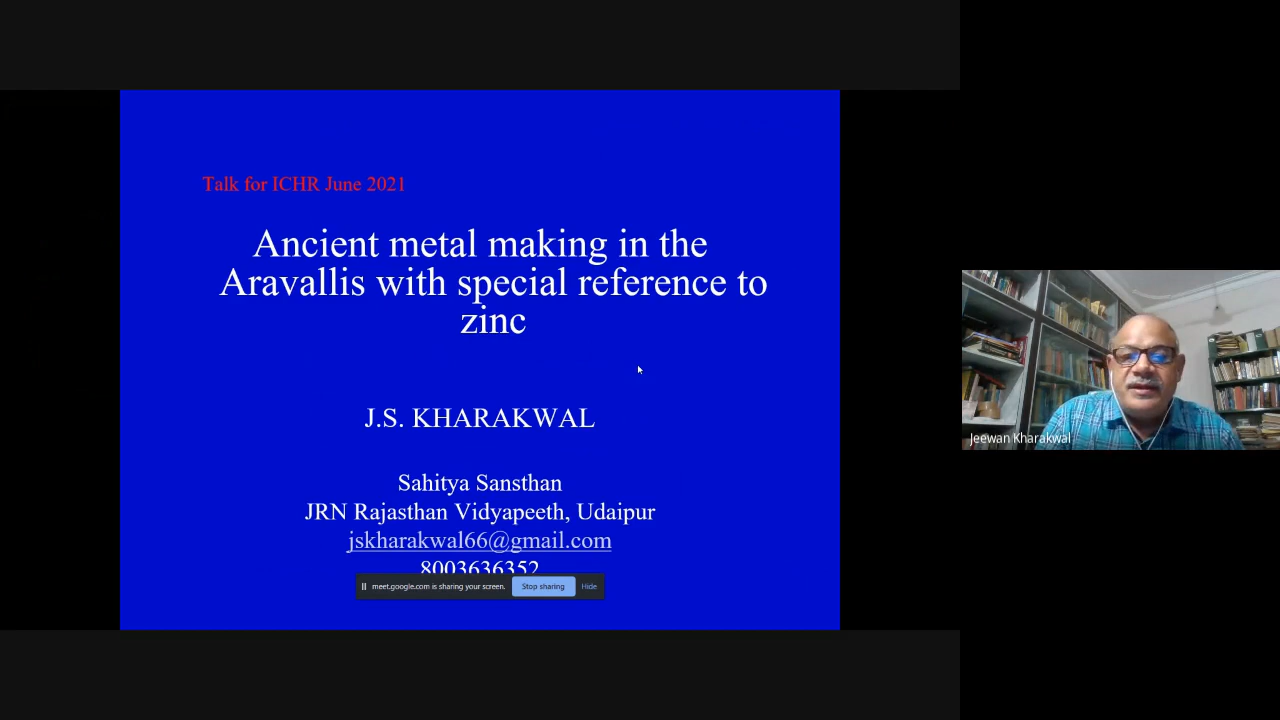 Talk for ICHR June 2021
Ancient metal making in the
Aravallis with special reference to
zinc
J.S. KHARAKWAL
Sahitya Sansthan
JRN Rajasthan Vidyapeeth, Udaipur
jskharakwal66@gmail.com
8003636352
meet.google.com is sharing your screen.
Stop sharing
Hide
Jeewan Kharakwal